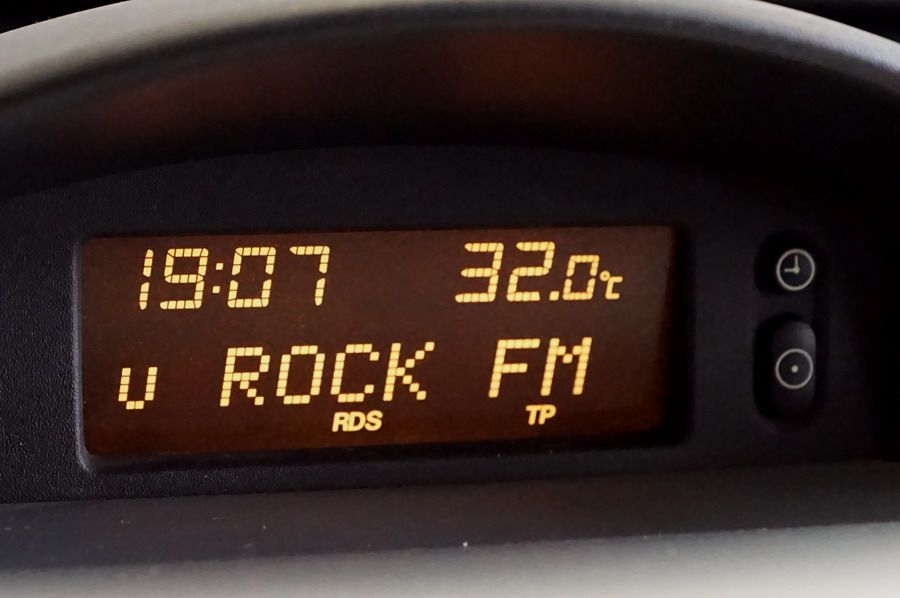 19:07 32.0°C
U ROCK FM
RDS TP